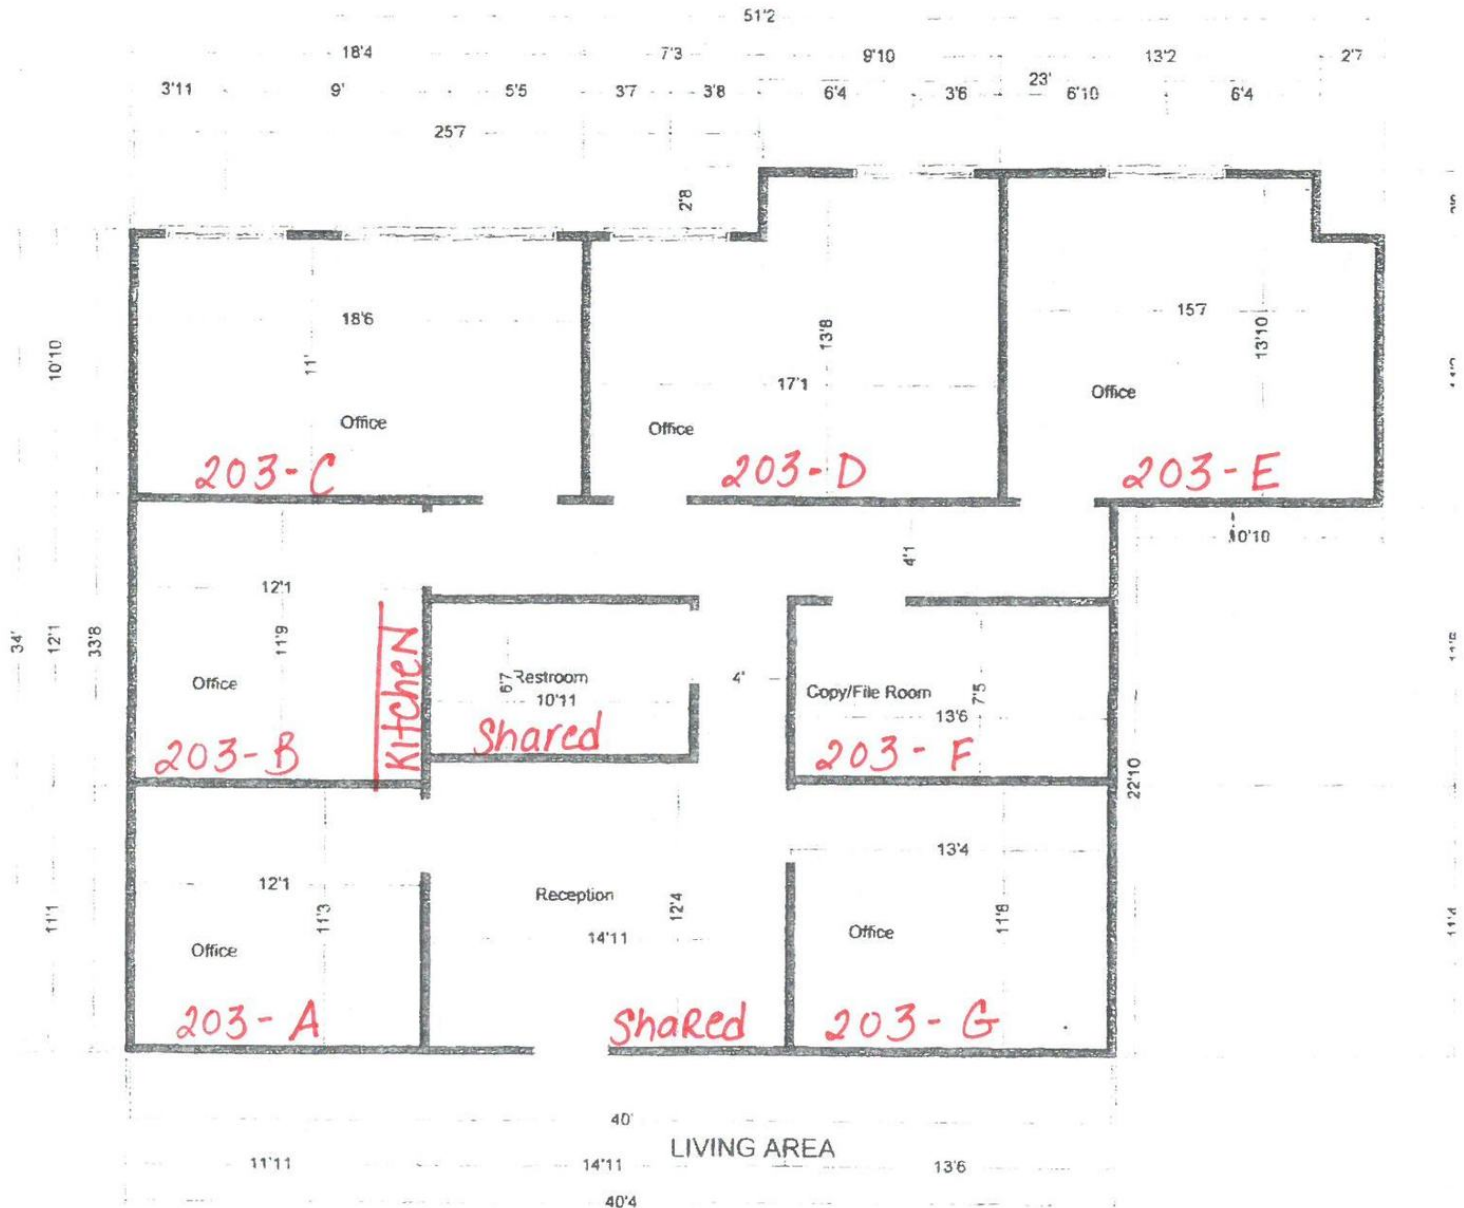 51'2
18'4 7'3 9'10 13'2 2'7
3'11 9' 5'5 3'7 3'8 6'4 3'6 23' 6'10 6'4
25'7
2'8
10'10
18'6
11'
Office
203-C
17'1
13'8
Office
203-D
15'7
13'10
Office
203-E
10'10
4'1
34'
12'1
33'8
12'1
11'9
Office
203-B
Kitchen
6'7
Restroom
10'11
Shared
4'
Copy/File Room
13'6
7'5
203-F
22'10
11'1
12'1
11'3
Office
203-A
Reception
12'4
14'11
ShaRed
13'4
Office
203-G
11'4
40'
LIVING AREA
11'11 14'11 13'6
40'4